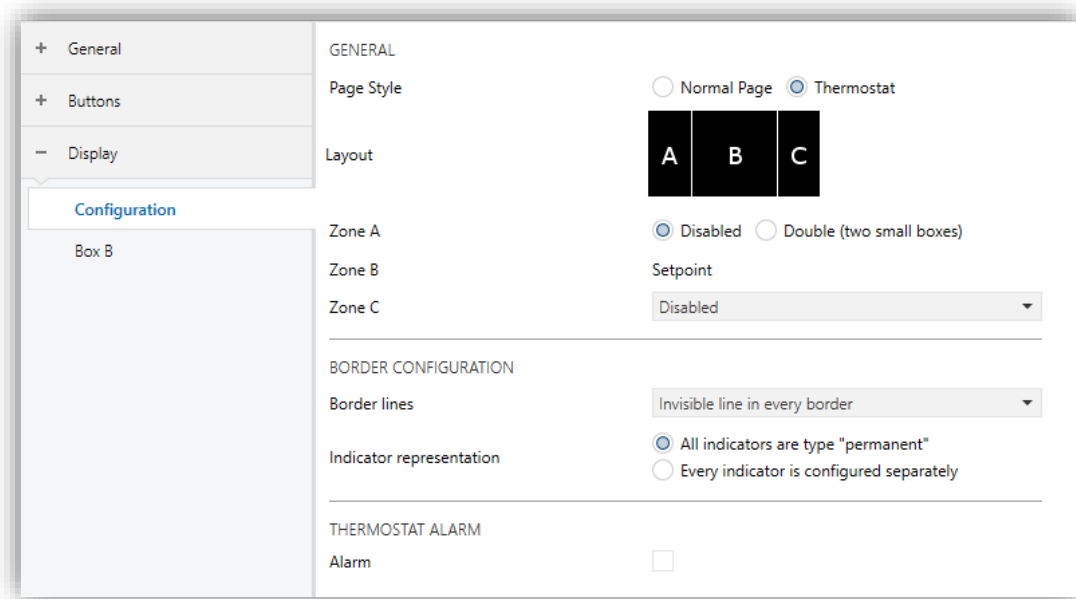 + General
+ Buttons
− Display
Configuration
Box B
GENERAL
Page Style Normal Page Thermostat
Layout A B C
Zone A Disabled Double (two small boxes)
Zone B Setpoint
Zone C Disabled
BORDER CONFIGURATION
Border lines Invisible line in every border
Indicator representation All indicators are type "permanent"
Every indicator is configured separately
THERMOSTAT ALARM
Alarm